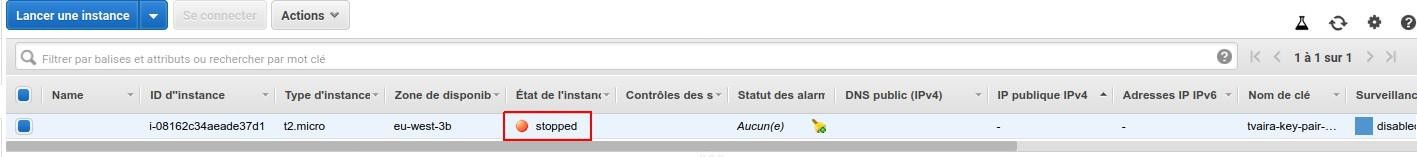 Lancer une instance Se connecter Actions
Filtrer par balises et attributs ou rechercher par mot clé 1 à 1 sur 1
Name ID d''instance Type d'instance Zone de disponib État de l'instanc Contrôles des s Statut des alarm DNS public (IPv4) IP publique IPv4 Adresses IP IPv6 Nom de clé Surveillanc
i-08162c34aeade37d1 t2.micro eu-west-3b stopped Aucun(e) - - tvaira-key-pair-... disabled